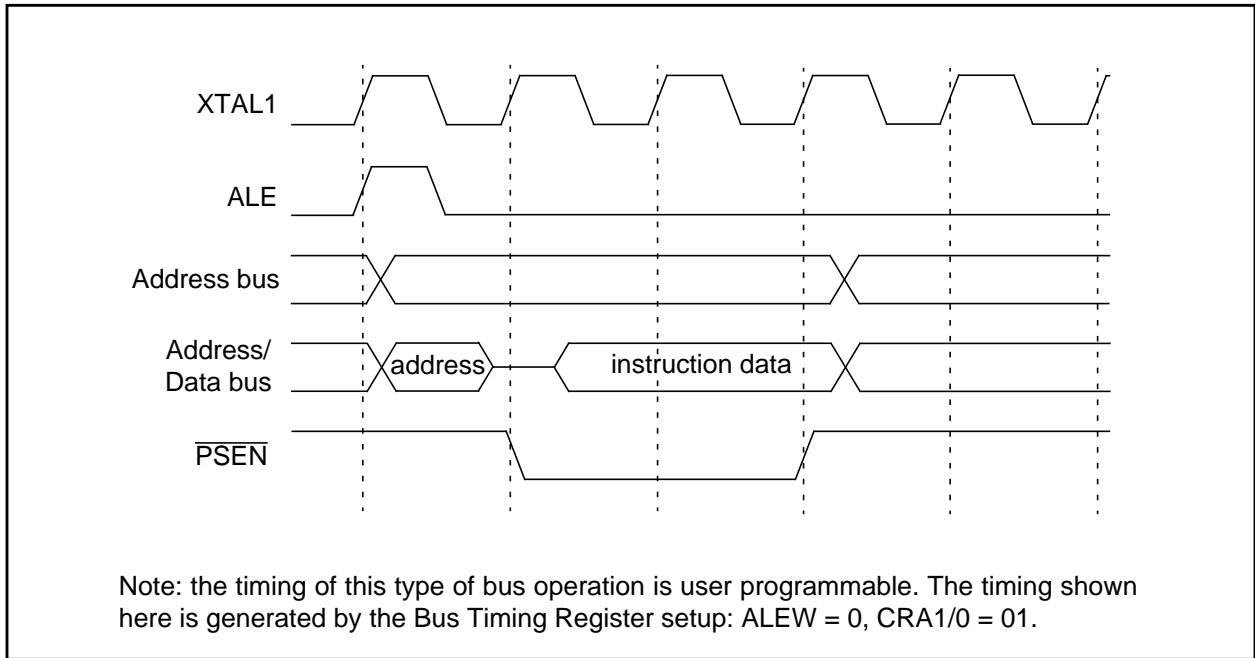 XTAL1
ALE
Address bus
Address/
Data bus
address
instruction data
PSEN
Note: the timing of this type of bus operation is user programmable. The timing shown
here is generated by the Bus Timing Register setup: ALEW = 0, CRA1/0 = 01.